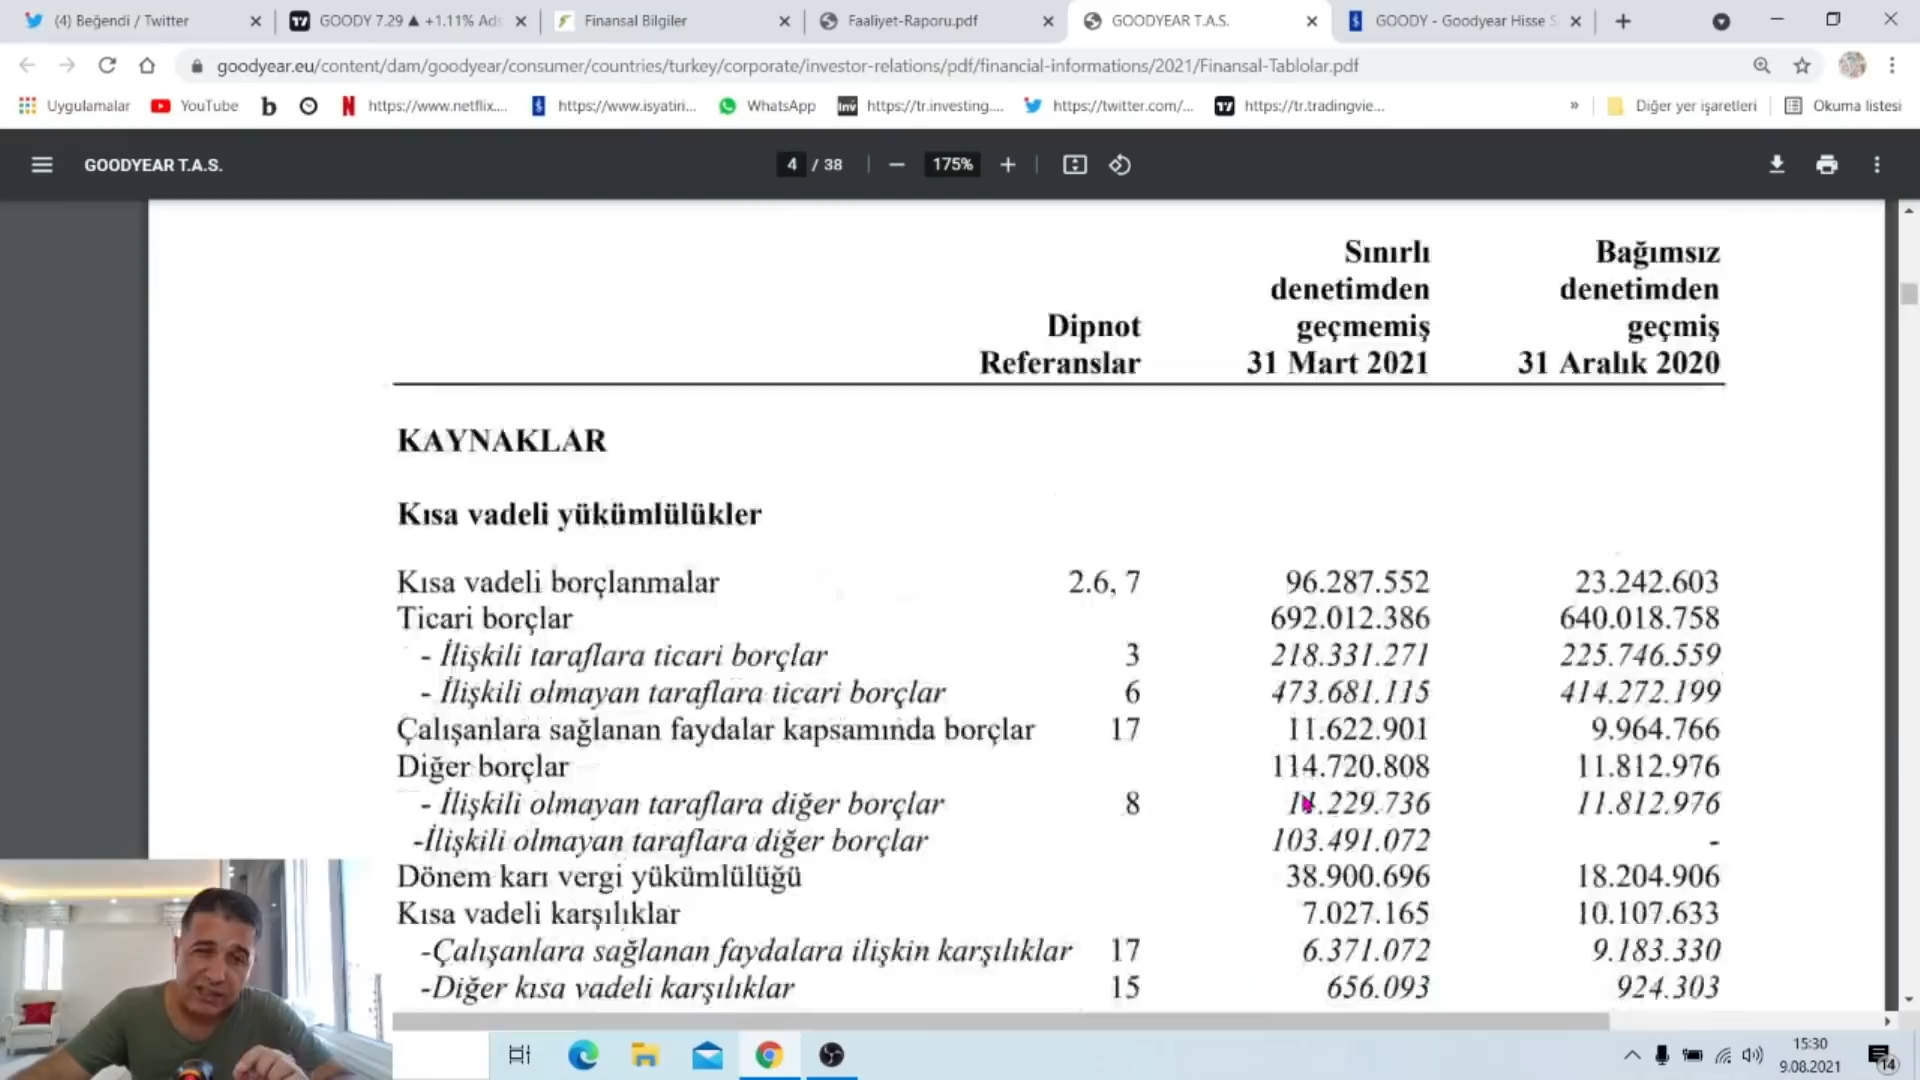 (4) Beğendi / Twitter
GOODY 7.29 ▲ +1.11% Ads
Finansal Bilgiler
Faaliyet-Raporu.pdf
GOODYEAR T.A.S.
GOODY - Goodyear Hisse S
goodyear.eu/content/dam/goodyear/consumer/countries/turkey/corporate/investor-relations/pdf/financial-informations/2021/Finansal-Tablolar.pdf
Uygulamalar YouTube b https://www.netflix.... https://www.isyatiri... WhatsApp Inv https://tr.investing.... https://twitter.com/... https://tr.tradingvie... » Diğer yer işaretleri Okuma listesi
GOODYEAR T.A.S. 4 / 38 − 175% +
Sınırlı Bağımsız
denetimden denetimden
Dipnot geçmemiş geçmiş
Referanslar 31 Mart 2021 31 Aralık 2020
KAYNAKLAR
Kısa vadeli yükümlülükler
Kısa vadeli borçlanmalar 2.6, 7 96.287.552 23.242.603
Ticari borçlar 692.012.386 640.018.758
- İlişkili taraflara ticari borçlar 3 218.331.271 225.746.559
- İlişkili olmayan taraflara ticari borçlar 6 473.681.115 414.272.199
Çalışanlara sağlanan faydalar kapsamında borçlar 17 11.622.901 9.964.766
Diğer borçlar 114.720.808 11.812.976
- İlişkili olmayan taraflara diğer borçlar 8 11.229.736 11.812.976
-İlişkili olmayan taraflara diğer borçlar 103.491.072 -
Dönem karı vergi yükümlülüğü 38.900.696 18.204.906
Kısa vadeli karşılıklar 7.027.165 10.107.633
-Çalışanlara sağlanan faydalara ilişkin karşılıklar 17 6.371.072 9.183.330
-Diğer kısa vadeli karşılıklar 15 656.093 924.303
15:30
9.08.2021
14